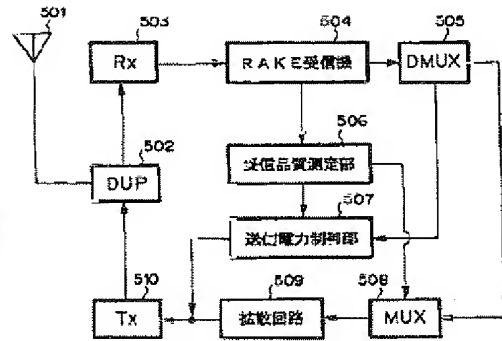 501
503
504
505
Rx
RAKE受信機
DMUX
506
受信品質測定部
502
DUP
507
送付電力制御部
510
509
508
Tx
拡散回路
MUX